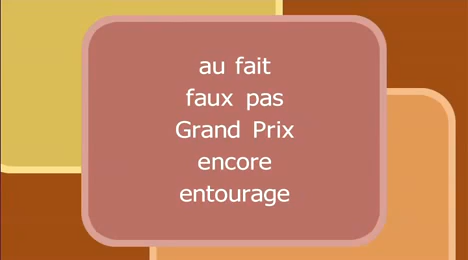 au fait
faux pas
Grand Prix
encore
entourage